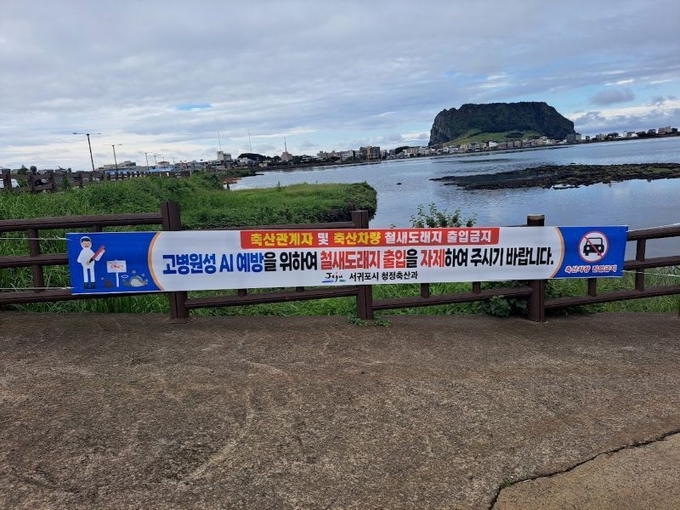 축산관계자 및 축산차량 철새도래지 출입금지
고병원성 AI 예방을 위하여 철새도래지 출입을 자제하여 주시기 바랍니다.
Jeju 서귀포시 청정축산과
축산차량 진입금지